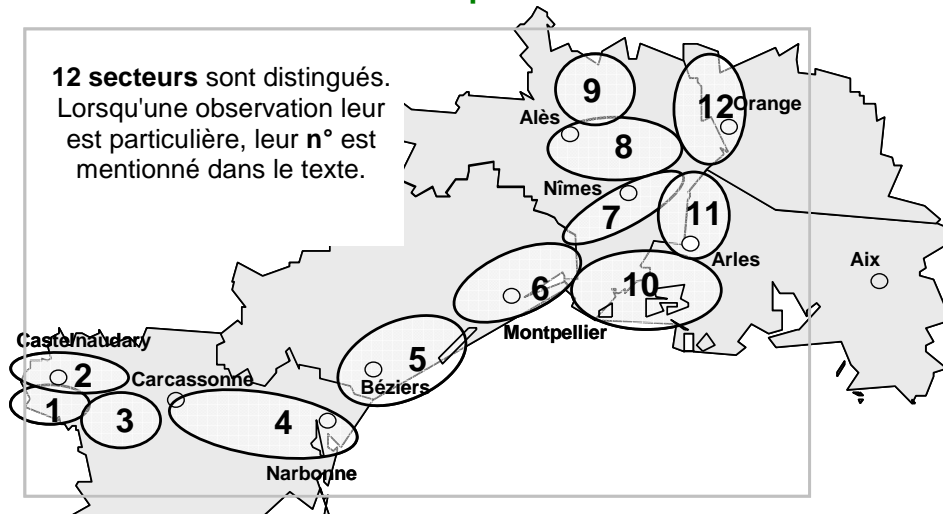 12 secteurs sont distingués.
Lorsqu'une observation leur
est particulière, leur n° est
mentionné dans le texte.
9
12
Orange
Alès
8
Nîmes
7
11
Arles
Aix
10
6
Montpellier
5
Béziers
Castelnaudary
2
Carcassonne
1
3
4
Narbonne